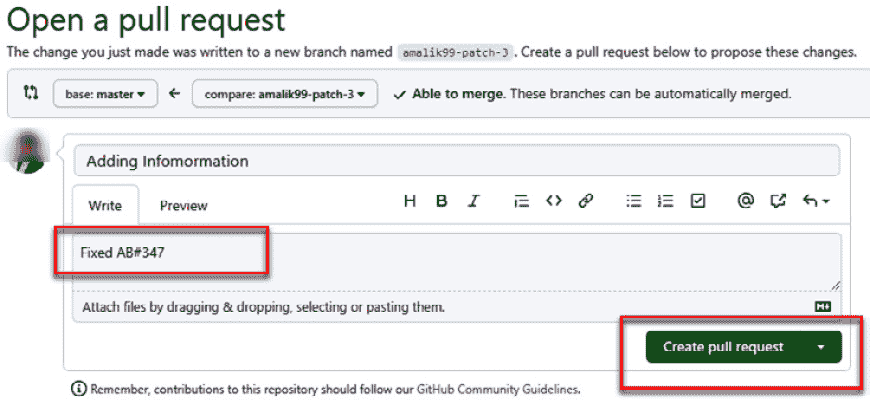 Open a pull request
The change you just made was written to a new branch named amalik99-patch-3 . Create a pull request below to propose these changes.
base: master compare: amalik99-patch-3 Able to merge. These branches can be automatically merged.
Adding Infomormation
Write Preview H B I
Fixed AB#347
Attach files by dragging & dropping, selecting or pasting them.
Create pull request
Remember, contributions to this repository should follow our GitHub Community Guidelines.